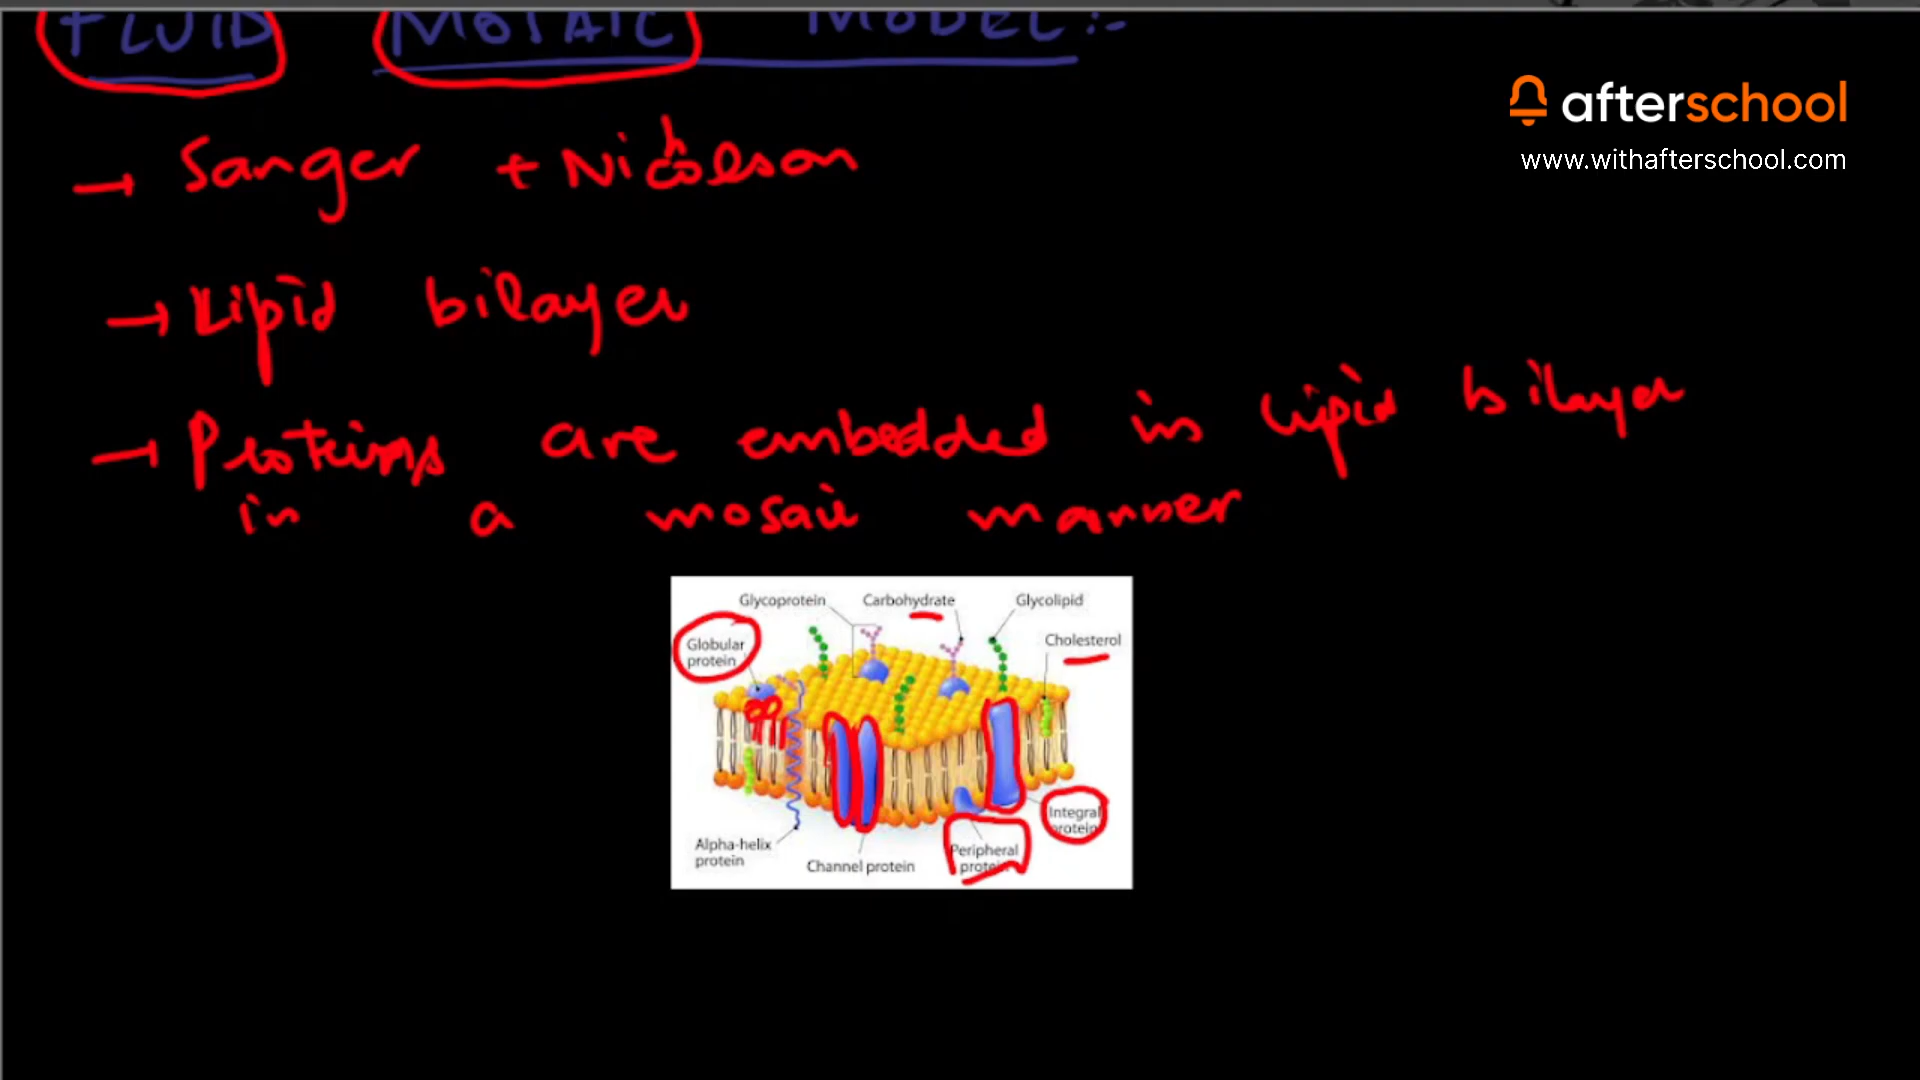 FLUID MOSAIC MODEL :-
afterschool
www.withafterschool.com
→ Sanger + Nicholson
→ Lipid bilayer
→ Proteins are embedded in lipid bilayer
in a mosaic manner
Glycoprotein Carbohydrate Glycolipid
Globular
protein
Cholesterol
Alpha-helix
protein
Channel protein
Peripheral
protein
Integral
protein